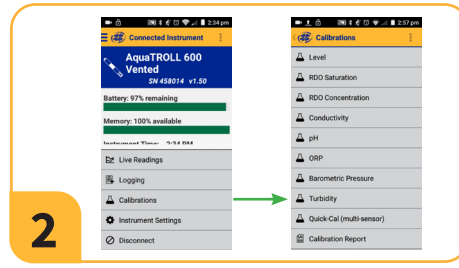 2:34 pm
Connected Instrument
AquaTROLL 600
Vented
SN 458014 v1.50
Battery: 97% remaining
Memory: 100% available
Instrument Time: 2:34 PM
Live Readings
Logging
Calibrations
Instrument Settings
Disconnect
2:57 pm
Calibrations
Level
RDO Saturation
RDO Concentration
Conductivity
pH
ORP
Barometric Pressure
Turbidity
Quick-Cal (multi-sensor)
Calibration Report
2